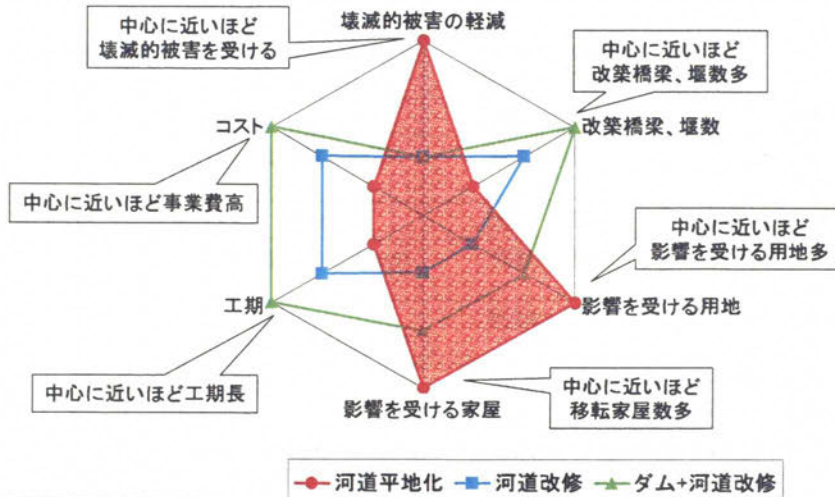 中心に近いほど
壊滅的被害を受ける
壊滅的被害の軽減
中心に近いほど
改築橋梁、堰数多
コスト
改築橋梁、堰数
中心に近いほど事業費高
中心に近いほど
影響を受ける用地多
工期
影響を受ける用地
中心に近いほど工期長
影響を受ける家屋
中心に近いほど
移転家屋数多
河道平地化 河道改修 ダム+河道改修